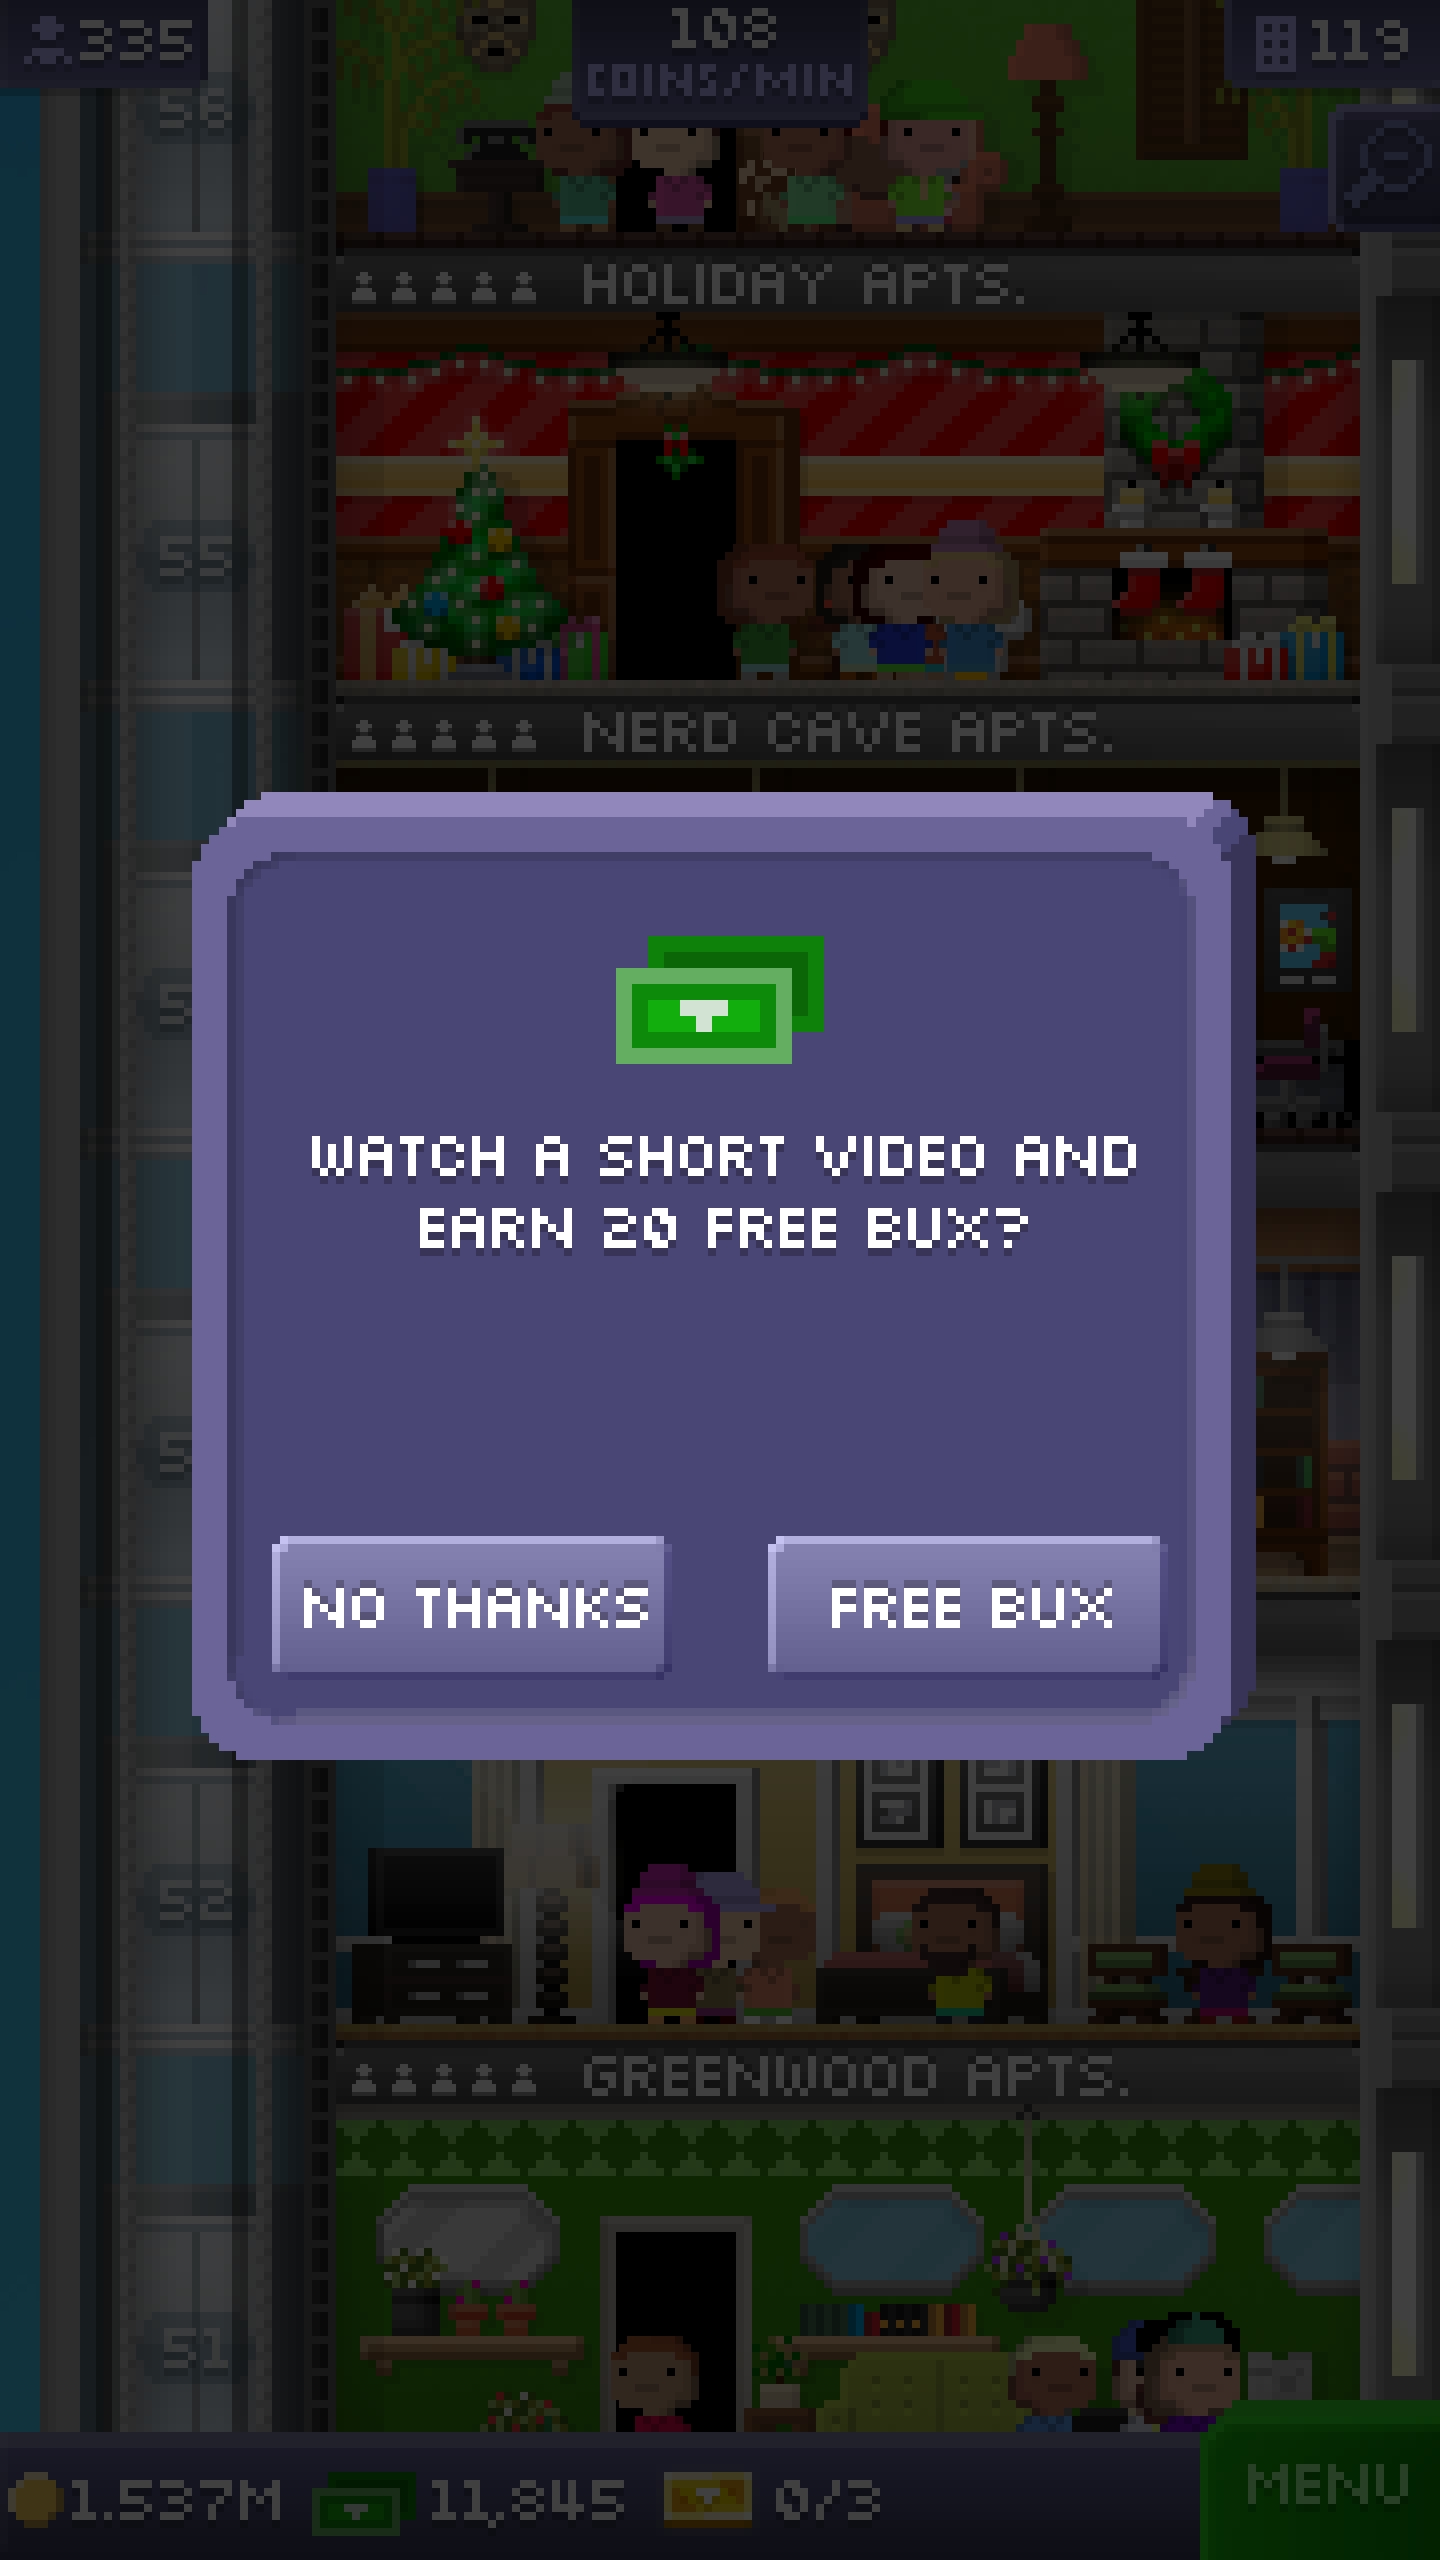 335
108
COINS/MIN
119
58
HOLIDAY APTS.
55
NERD CAVE APTS.
WATCH A SHORT VIDEO AND
EARN 20 FREE BUX?
NO THANKS
FREE BUX
52
GREENWOOD APTS.
51
1.537M
11,845
0/3
MENU